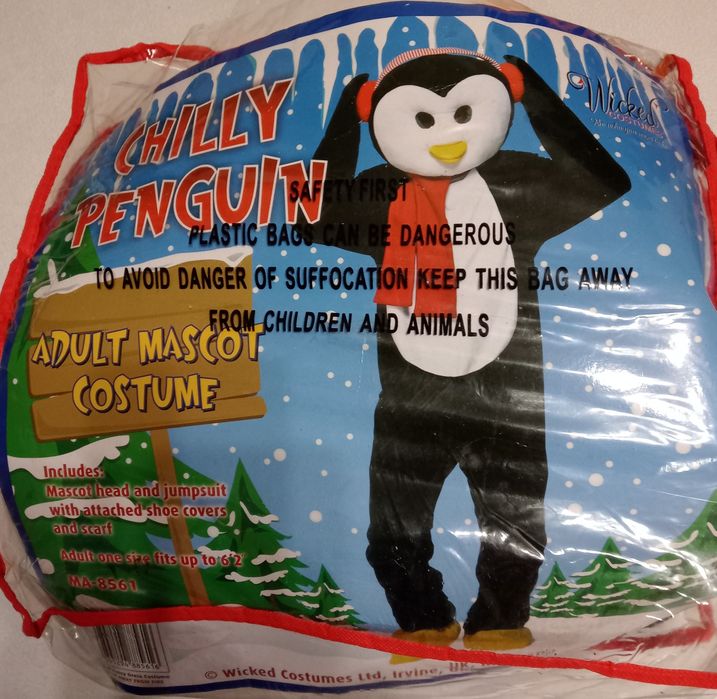 CHILLY
PENGUIN
Wicked
COSTUMES
SAFETY FIRST
PLASTIC BAGS CAN BE DANGEROUS
TO AVOID DANGER OF SUFFOCATION KEEP THIS BAG AWAY
FROM CHILDREN AND ANIMALS
ADULT MASCOT
COSTUME
Includes:
Mascot head and jumpsuit
with attached shoe covers
and scarf
Adult one size fits up to 6'2"
MA-8561
© Wicked Costumes Ltd, Irvine, UK.